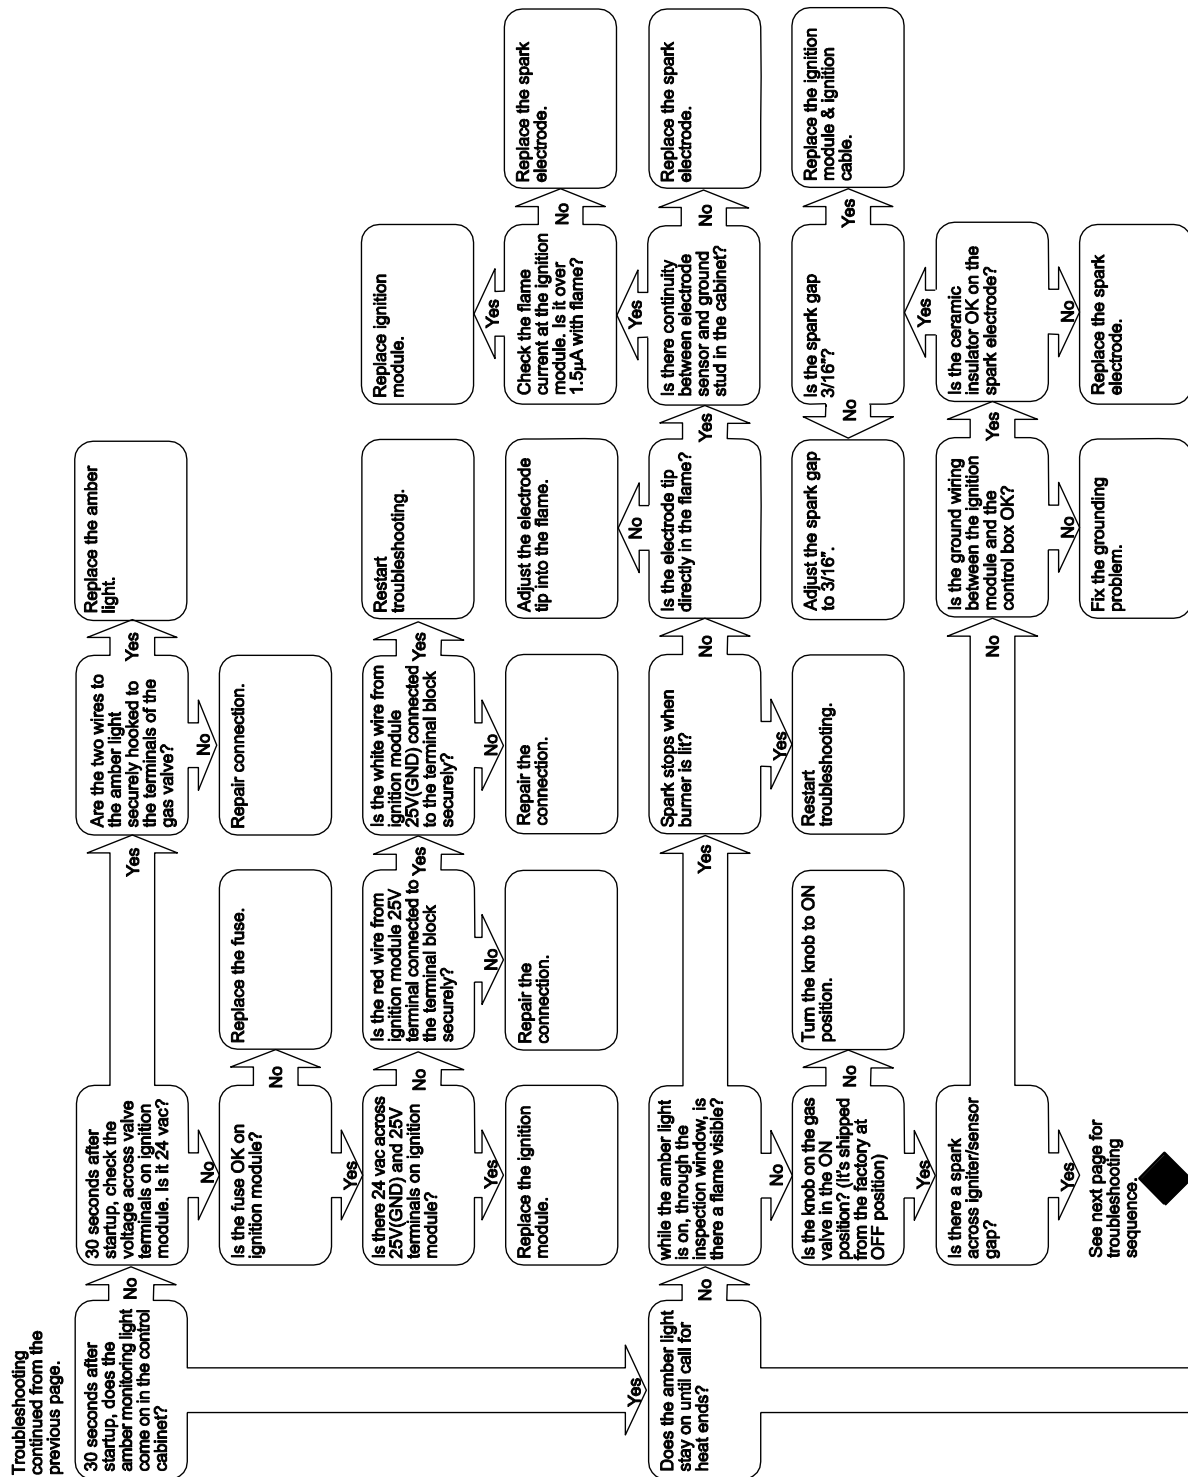 Troubleshooting
continued from the
previous page.
30 seconds after
startup, does the
amber monitoring light
come on in the control
cabinet?
No
30 seconds after
startup, check the
voltage across valve
terminals on ignition
module. Is it 24 vac?
Yes
Are the two wires to
the amber light
securely hooked to
the terminals of the
gas valve?
Yes
Replace the amber
light.
No
Repair connection.
No
Is the fuse OK on
ignition module?
No
Replace the fuse.
Yes
Is there 24 vac across
25V(GND) and 25V
terminals on ignition
module?
No
Is the red wire from
ignition module 25V
terminal connected to
the terminal block
securely?
Yes
Is the white wire from
ignition module
25V(GND) connected
to the terminal block
securely?
Yes
Restart
troubleshooting.
Yes
Replace the ignition
module.
No
Repair the
connection.
No
Repair the
connection.
Yes
Does the amber light
stay on until call for
heat ends?
No
while the amber light
is on, through the
inspection window, is
there a flame visible?
Yes
Spark stops when
burner is lit?
No
Is the electrode tip
directly in the flame?
No
Adjust the electrode
tip into the flame.
Yes
Is there continuity
between electrode
sensor and ground
stud in the cabinet?
No
Replace the spark
electrode.
Yes
Check the flame
current at the ignition
module. Is it over
1.5µA with flame?
No
Replace the spark
electrode.
Yes
Replace ignition
module.
Yes
Restart
troubleshooting.
No
Is the knob on the gas
valve in the ON
position? (It's shipped
from the factory at
OFF position)
No
Turn the knob to ON
position.
Yes
Is there a spark
across igniter/sensor
gap?
No
Is the ground wiring
between the ignition
module and the
control box OK?
Yes
Is the ceramic
insulator OK on the
spark electrode?
Yes
Is the spark gap
3/16"?
Yes
Replace the ignition
module & ignition
cable.
No
Adjust the spark gap
to 3/16".
No
Fix the grounding
problem.
No
Replace the spark
electrode.
Yes
See next page for
troubleshooting
sequence.